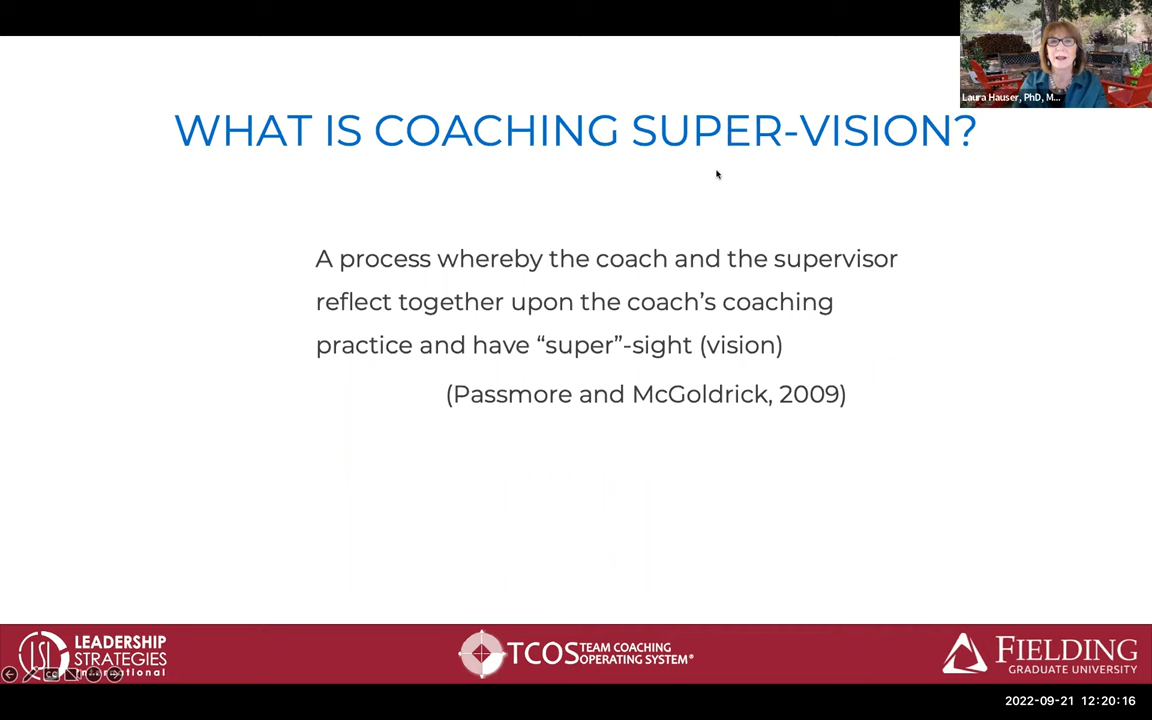 Laura Hauser, PhD, M...
WHAT IS COACHING SUPER-VISION?
A process whereby the coach and the supervisor
reflect together upon the coach’s coaching
practice and have “super”-sight (vision)
(Passmore and McGoldrick, 2009)
LSI
LEADERSHIP
STRATEGIES
International
TCOS TEAM COACHING
OPERATING SYSTEM®
FIELDING
GRADUATE UNIVERSITY
2022-09-21 12:20:16